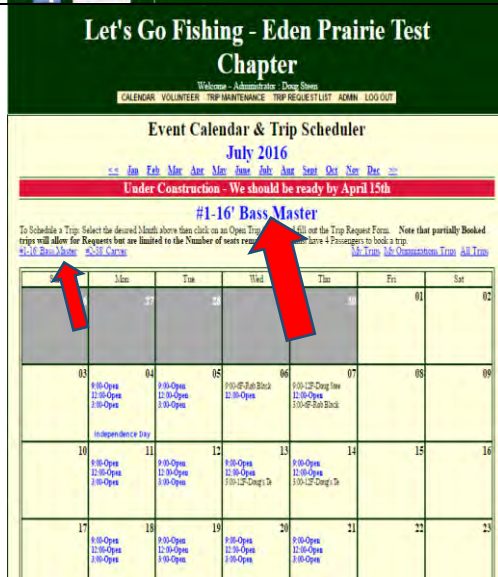 Let's Go Fishing - Eden Prairie Test
Chapter
Welcome - Administrator : Doug Steen
CALENDAR VOLUNTEER TRIP MAINTENANCE TRIP REQUEST LIST ADMIN LOG OUT
Event Calendar & Trip Scheduler
July 2016
<< Jan Feb Mar Apr May June July Aug Sept Oct Nov Dec >>
Under Construction - We should be ready by April 15th
#1-16' Bass Master
To Schedule a Trip: Select the desired Month above then click on an Open Trip fill out the Trip Request Form. Note that partially Booked
trips will allow for Requests but are limited to the Number of seats have 4 Passengers to book a trip.
#1-16' Bass Master #2-38' Carver My Trips My Organizations Trips All Trips
Mon Tue Wed Thu Fri Sat
27 28 30 01 02
03 04 05 06 07 08 09
9:00-Open 9:00-Open 9:00-6F-Rob Block 9:00-12F-Doug Stee
12:00-Open 12:00-Open 12:00-Open 12:00-Open
3:00-Open 3:00-Open 3:00-6F-Rob Block
Independence Day
10 11 12 13 14 15 16
9:00-Open 9:00-Open 9:00-Open 9:00-Open
12:00-Open 12:00-Open 12:00-Open 12:00-Open
3:00-Open 3:00-Open 3:00-12F-Doug's Te 3:00-12F-Doug's Te
17 18 19 20 21 22 23
9:00-Open 9:00-Open 9:00-Open 9:00-Open
12:00-Open 12:00-Open 12:00-Open 12:00-Open
3:00-Open 3:00-Open 3:00-Open 3:00-Open